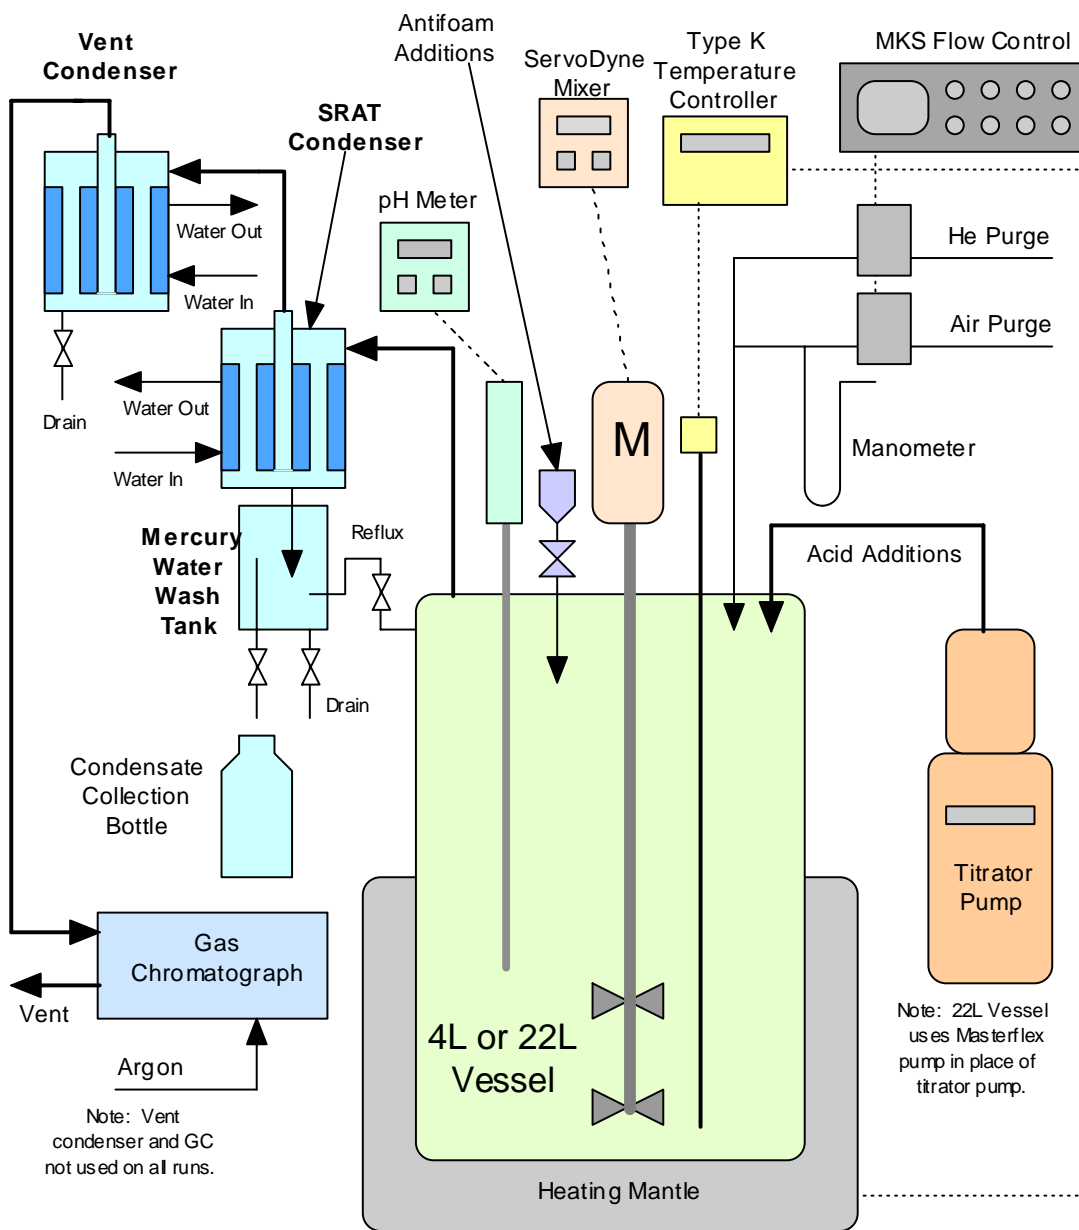 Vent
Condenser
Antifoam
Additions
ServoDyne
Mixer
Type K
Temperature
Controller
MKS Flow Control
SRAT
Condenser
pH Meter
Water Out
Water In
Drain
He Purge
Air Purge
Water Out
Water In
M
Manometer
Mercury
Water
Wash
Tank
Reflux
Acid Additions
Drain
Condensate
Collection
Bottle
Titrator
Pump
Gas
Chromatograph
Vent
Argon
Note: Vent
condenser and GC
not used on all runs.
4L or 22L
Vessel
Note: 22L Vessel
uses Masterflex
pump in place of
titrator pump.
Heating Mantle